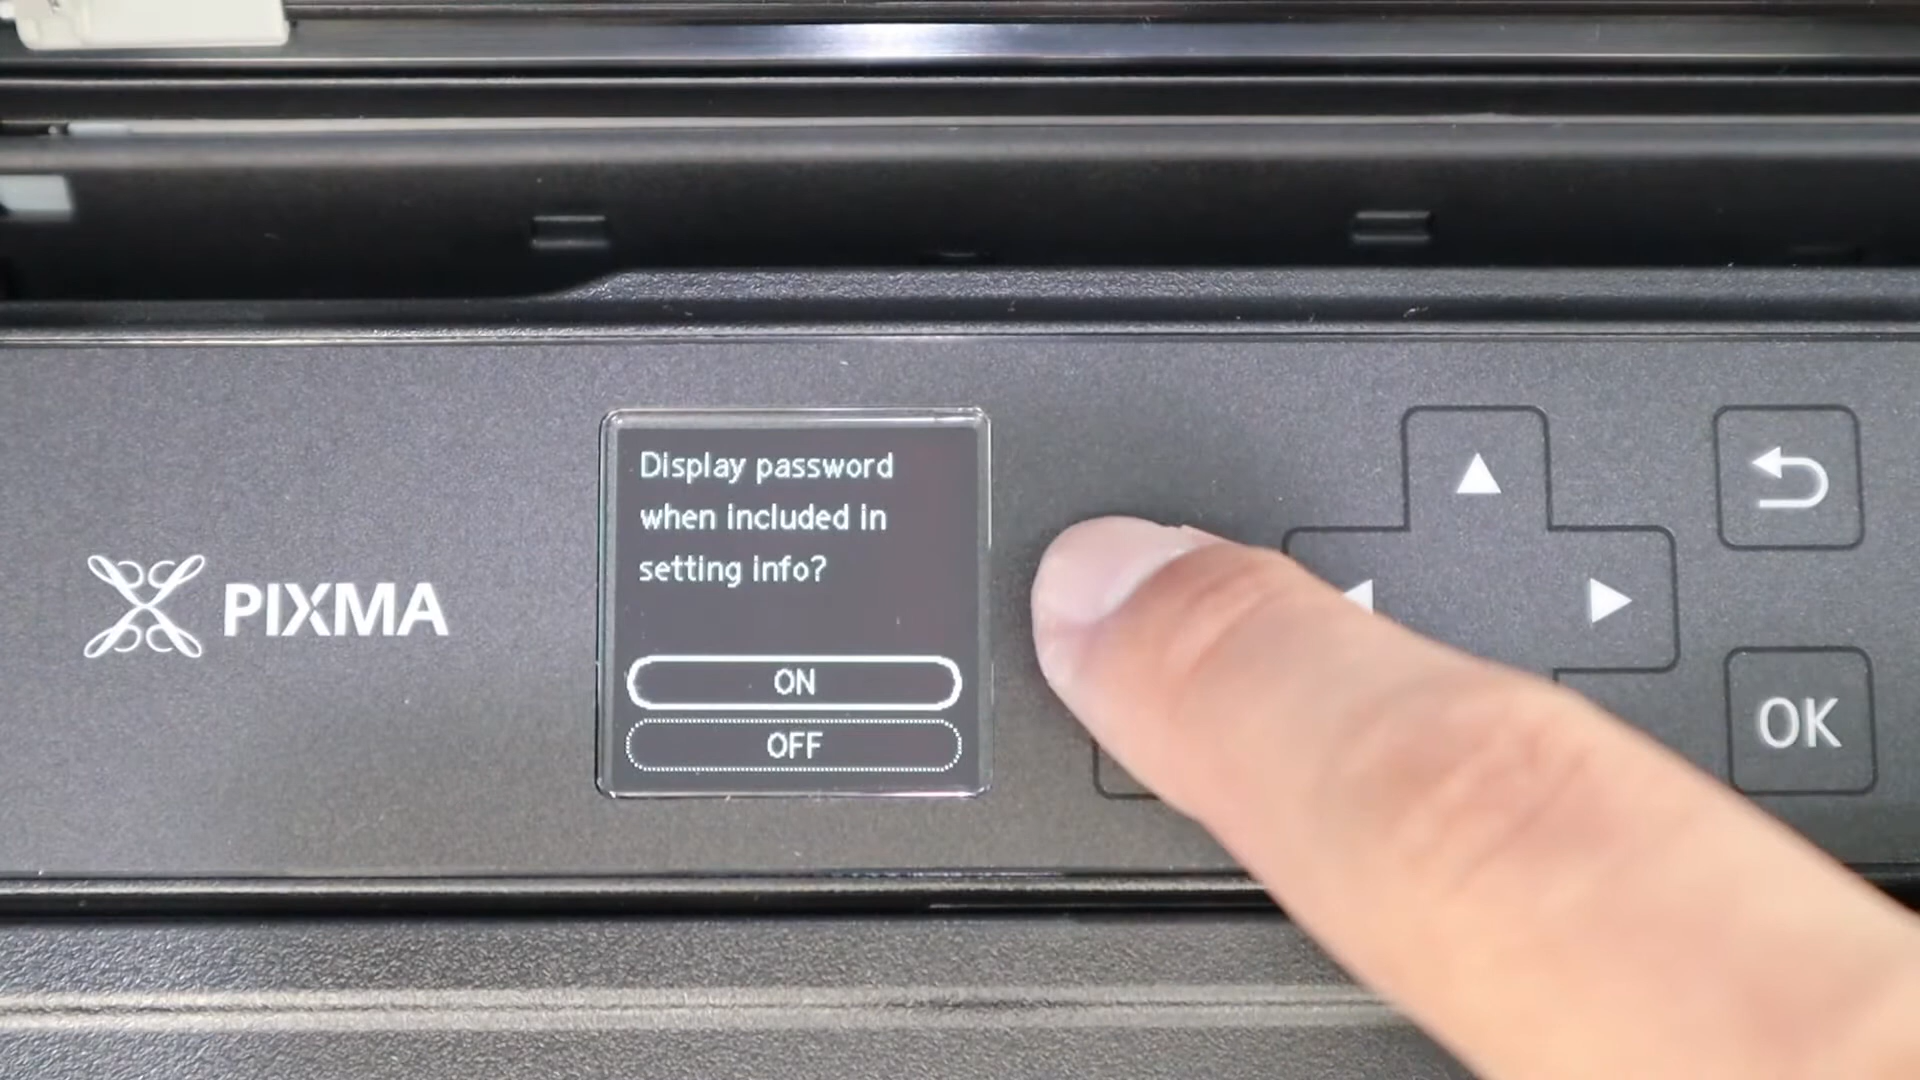 Display password
when included in
setting info?
ON
OFF
PIXMA
OK